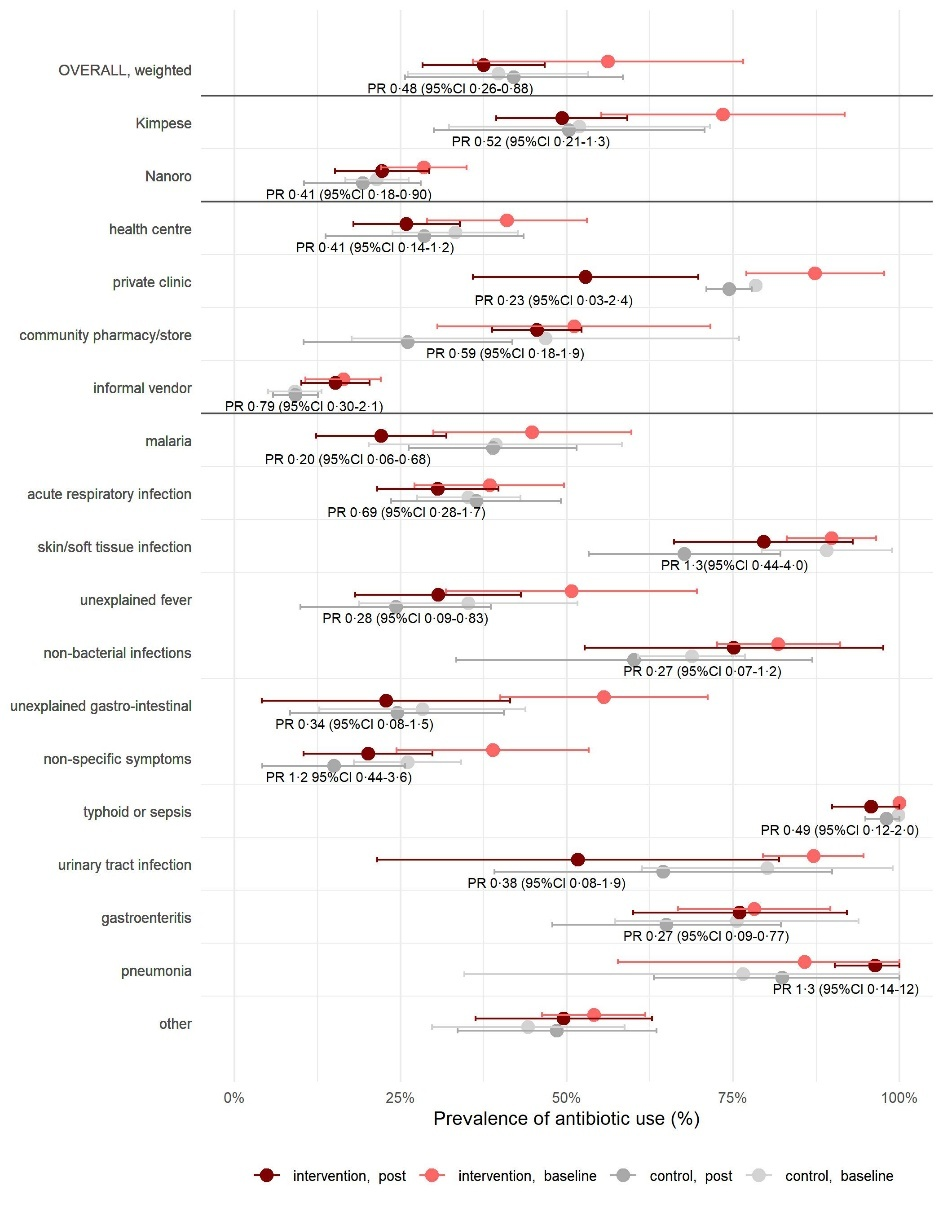 OVERALL, weighted
PR 0·48 (95%CI 0·26-0·88)
Kimpese
PR 0·52 (95%CI 0·21-1·3)
Nanoro
PR 0·41 (95%CI 0·18-0·90)
health centre
PR 0·41 (95%CI 0·14-1·2)
private clinic
PR 0·23 (95%CI 0·03-2·4)
community pharmacy/store
PR 0·59 (95%CI 0·18-1·9)
informal vendor
PR 0·79 (95%CI 0·30-2·1)
malaria
PR 0·20 (95%CI 0·06-0·68)
acute respiratory infection
PR 0·69 (95%CI 0·28-1·7)
skin/soft tissue infection
PR 1·3(95%CI 0·44-4·0)
unexplained fever
PR 0·28 (95%CI 0·09-0·83)
non-bacterial infections
PR 0·27 (95%CI 0·07-1·2)
unexplained gastro-intestinal
PR 0·34 (95%CI 0·08-1·5)
non-specific symptoms
PR 1·2 95%CI 0·44-3·6)
typhoid or sepsis
PR 0·49 (95%CI 0·12-2·0)
urinary tract infection
PR 0·38 (95%CI 0·08-1·9)
gastroenteritis
PR 0·27 (95%CI 0·09-0·77)
pneumonia
PR 1·3 (95%CI 0·14-12)
other
0% 25% 50% 75% 100%
Prevalence of antibiotic use (%)
intervention, post intervention, baseline control, post control, baseline